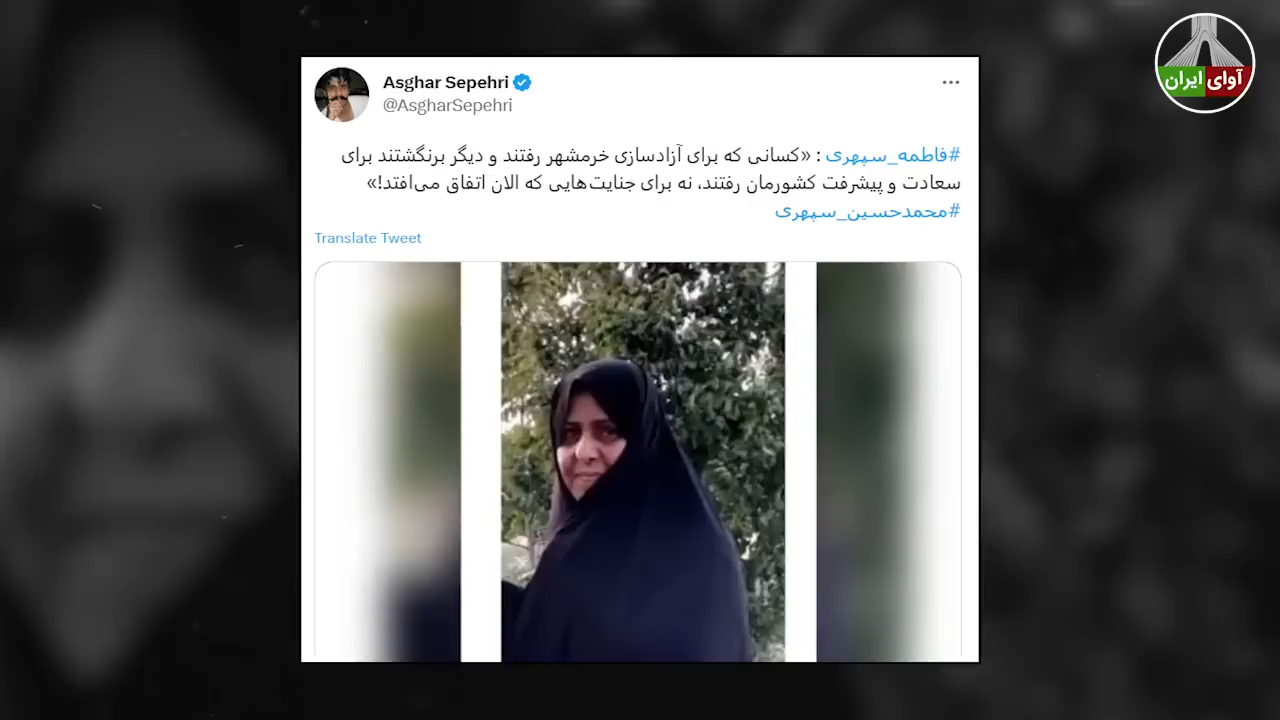 آوای ایران
Asghar Sepehri
@AsgharSepehri
#فاطمه_سپهری : «کسانی که برای آزادسازی خرمشهر رفتند و دیگر برنگشتند برای
سعادت و پیشرفت کشورمان رفتند، نه برای جنایت‌هایی که الان اتفاق می‌افتد!»
#محمدحسین_سپهری
Translate Tweet